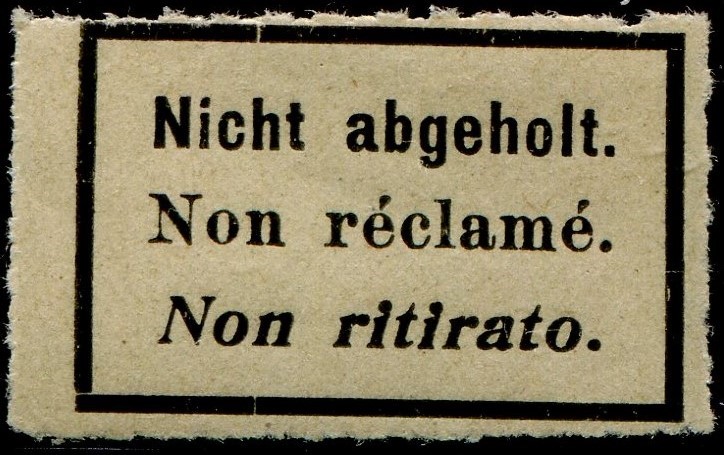 Nicht abgeholt.
Non réclamé.
Non ritirato.